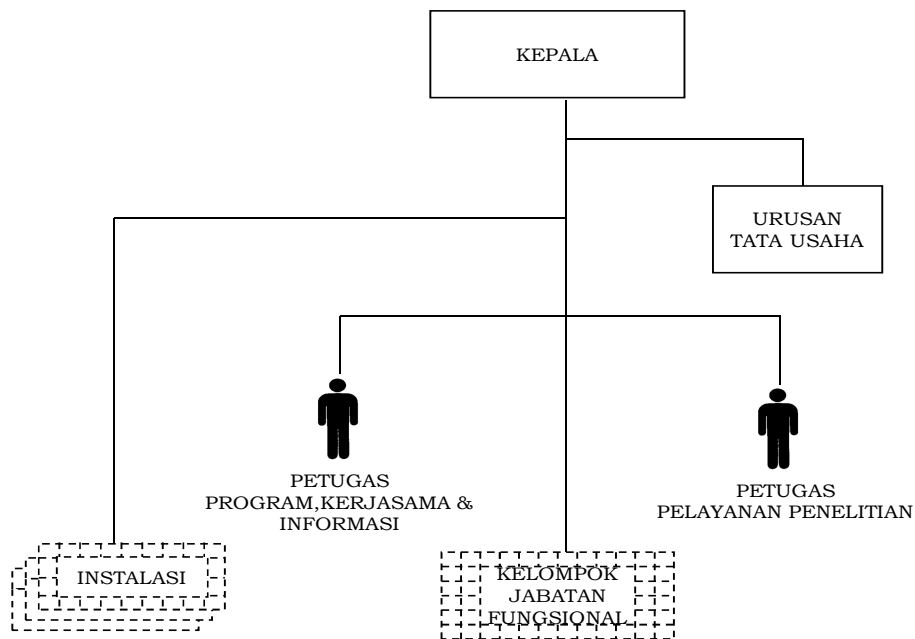 KEPALA
URUSAN
TATA USAHA
PETUGAS
PROGRAM,KERJASAMA &
INFORMASI
PETUGAS
PELAYANAN PENELITIAN
INSTALASI
KELOMPOK
JABATAN
FUNGSIONAL